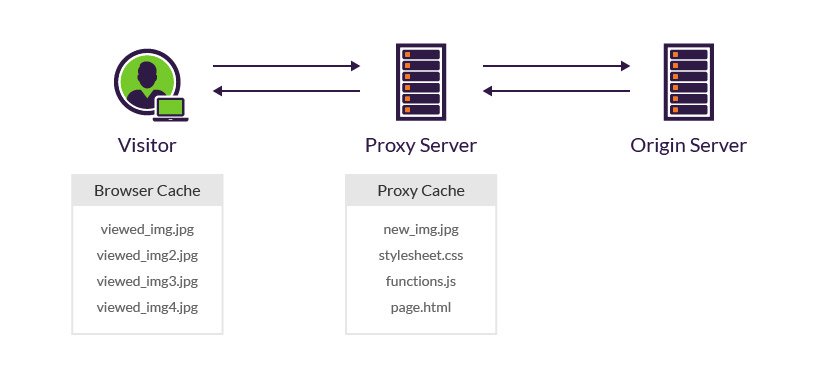 Visitor
Proxy Server
Origin Server
Browser Cache
viewed_img.jpg
viewed_img2.jpg
viewed_img3.jpg
viewed_img4.jpg
Proxy Cache
new_img.jpg
stylesheet.css
functions.js
page.html